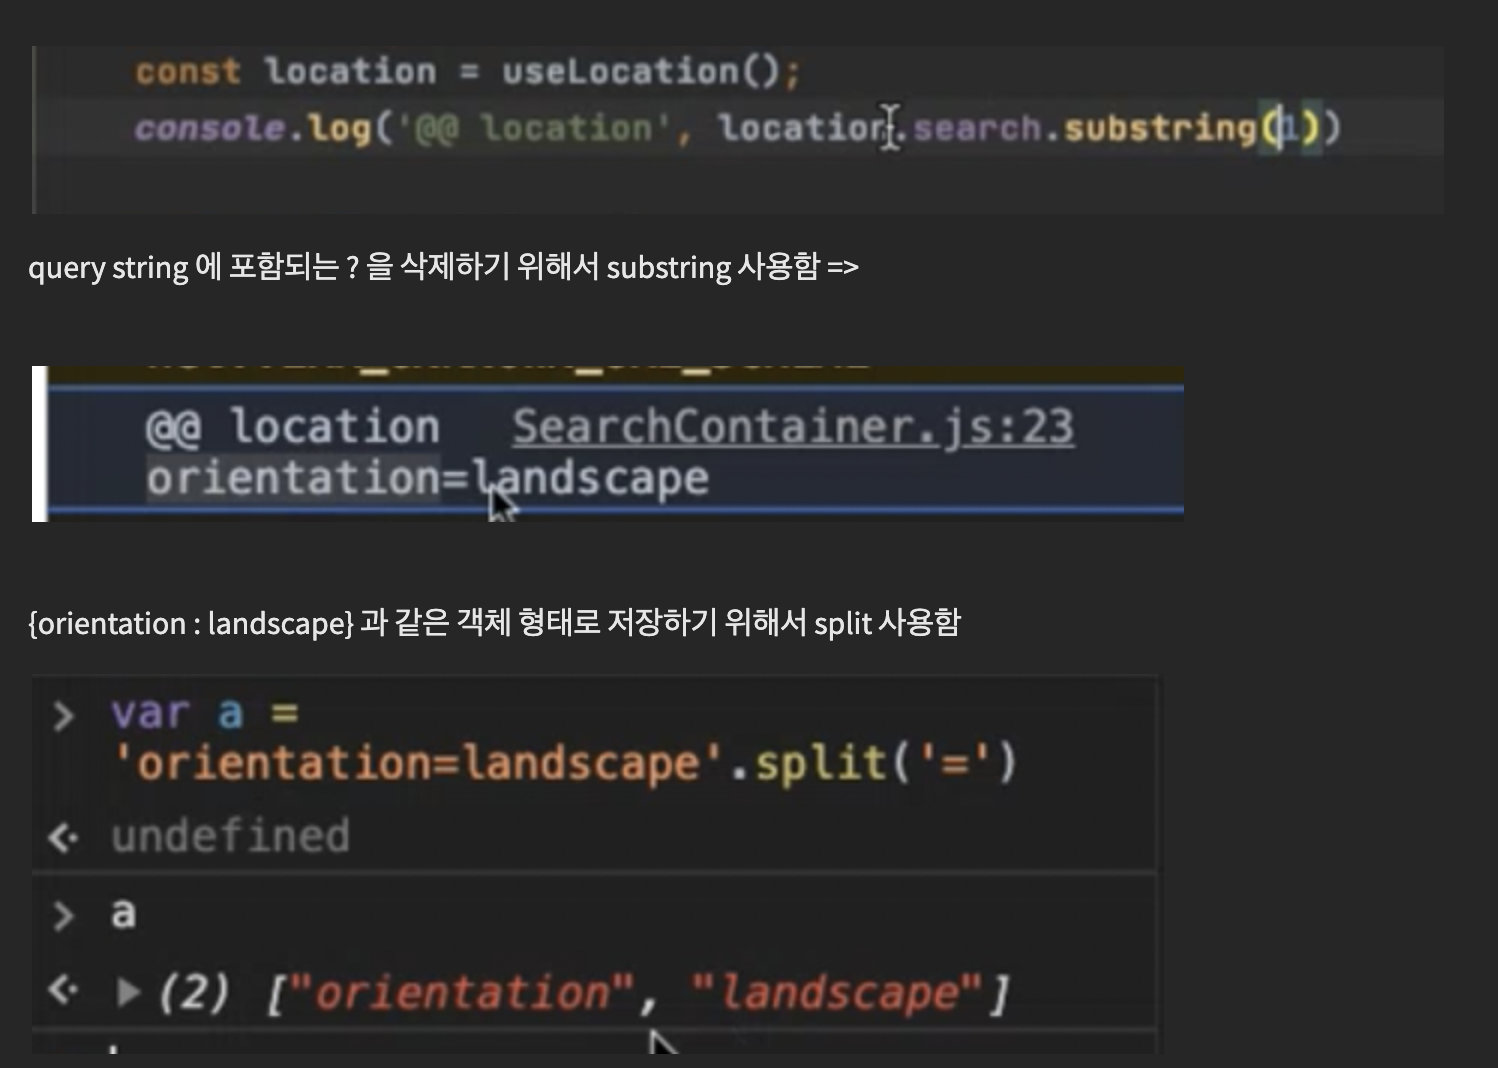 const location = useLocation();
console.log('@@ location', location.search.substring(1))
query string 에 포함되는 ? 을 삭제하기 위해서 substring 사용함 =>
@@ location SearchContainer.js:23
orientation=landscape
{orientation : landscape} 과 같은 객체 형태로 저장하기 위해서 split 사용함
> var a =
'orientation=landscape'.split('=')
undefined
> a
(2) ["orientation", "landscape"]